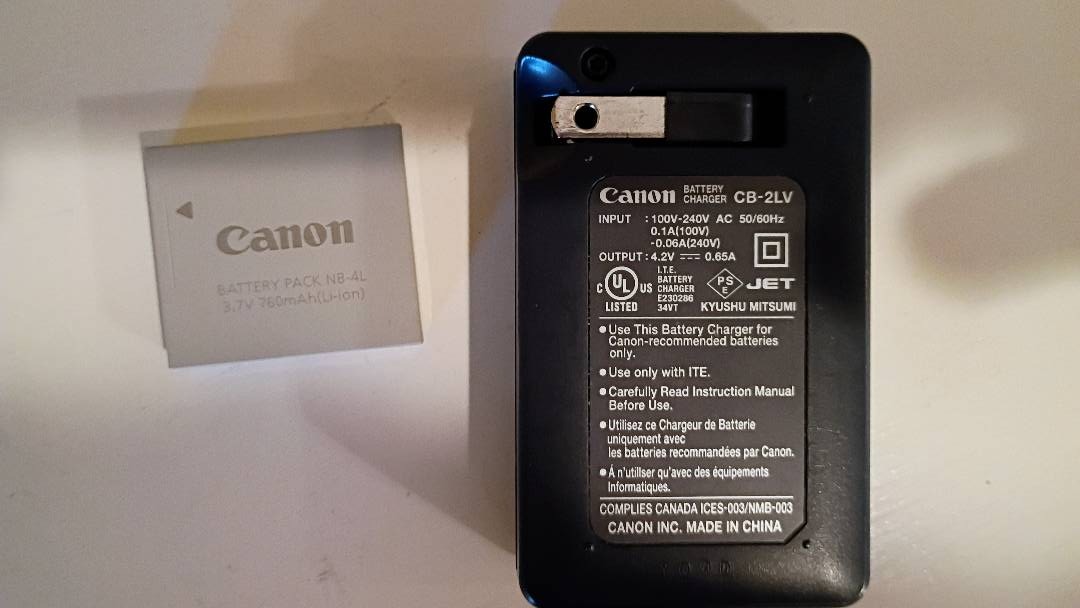 Canon
BATTERY PACK NB-4L
3.7V 760mAh(Li-ion)
Canon BATTERY CHARGER CB-2LV
INPUT : 100V-240V AC 50/60Hz
0.1A(100V)
-0.06A(240V)
OUTPUT : 4.2V ⎓ 0.65A
C UL US
LISTED
I.T.E.
BATTERY
CHARGER
E230286
34VT
PS
E
JET
KYUSHU MITSUMI
● Use This Battery Charger for
Canon-recommended batteries
only.
● Use only with ITE.
● Carefully Read Instruction Manual
Before Use.
● Utilisez ce Chargeur de Batterie
uniquement avec
les batteries recommandées par Canon.
● Á n'utillser qu'avec des équipements
Informatiques.
COMPLIES CANADA ICES-003/NMB-003
CANON INC. MADE IN CHINA